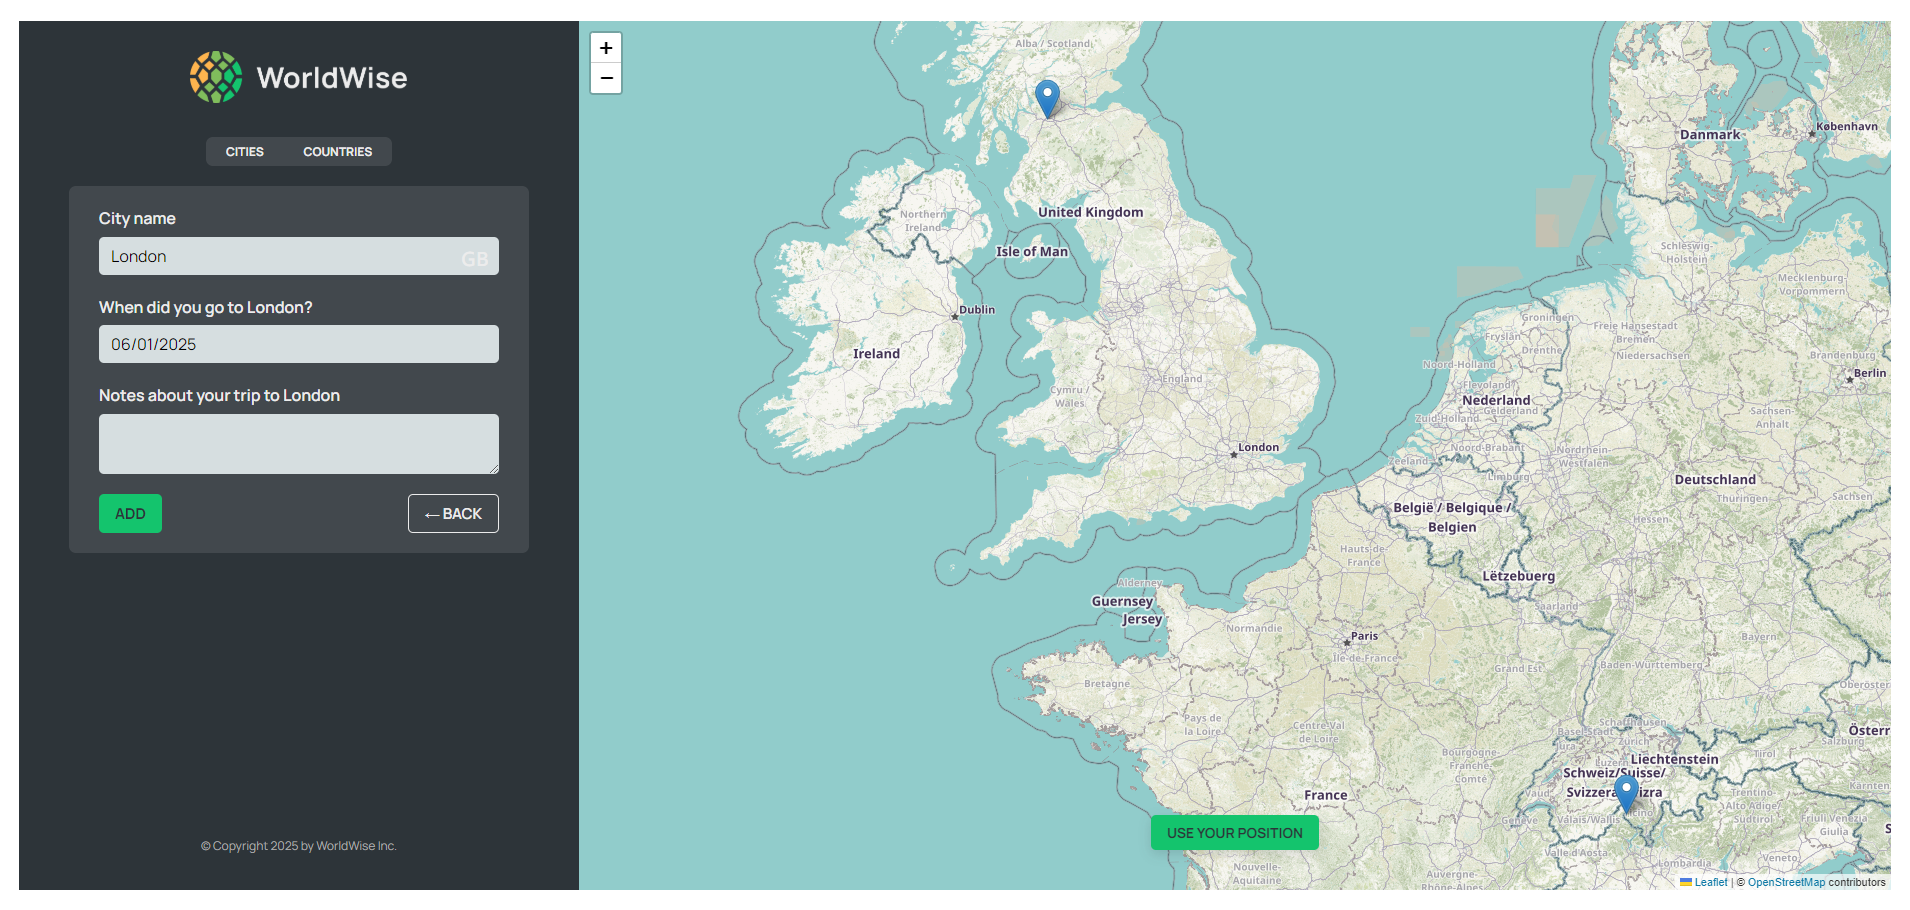 WorldWise
CITIES
COUNTRIES
City name
London
GB
When did you go to London?
06/01/2025
Notes about your trip to London
ADD
← BACK
© Copyright 2025 by WorldWise Inc.
+
−
Alba / Scotland
United Kingdom
Northern
Ireland
Isle of Man
Dublin
Ireland
England
Cymru /
Wales
London
Danmark
København
Schleswig-
Holstein
Mecklenburg-
Vorpommern
Groningen
Freie Hansestadt
Bremen
Fryslân
Drenthe
Niedersachsen
Brandenburg
Noord-Holland
Berlin
Flevoland
Nederland
Gelderland
Zuid-Holland
Sachsen-
Anhalt
Noord-Brabant
Nordrhein-
Westfalen
Zeeland
Limburg
Deutschland
Thüringen
Sachsen
België / Belgique /
Belgien
Hessen
Hauts-de-
France
Lëtzebuerg
Alderney
Guernsey
Jersey
Saarland
Normandie
Paris
Île-de-France
Bayern
Grand Est
Baden-Württemberg
Bretagne
Oberöster
Pays de
la Loire
Centre-Val
de Loire
Schaffhausen
Basel-Stadt
Jura
Zürich
Österr
Salzburg
Bourgogne-
Franche-
Comté
Luzern
Liechtenstein
Tirol
Schweiz/Suisse/
Svizzera
izra
Kärnten
France
Vaud
Trentino-
Alto Adige/
Südtirol
Genève
Valais/Wallis
Friuli Venezia
Giulia
S
USE YOUR POSITION
Valle d'Aosta
Lombardia
Veneto
Nouvelle-
Aquitaine
Auvergne-
Rhône-Alpes
Leaflet | © OpenStreetMap contributors